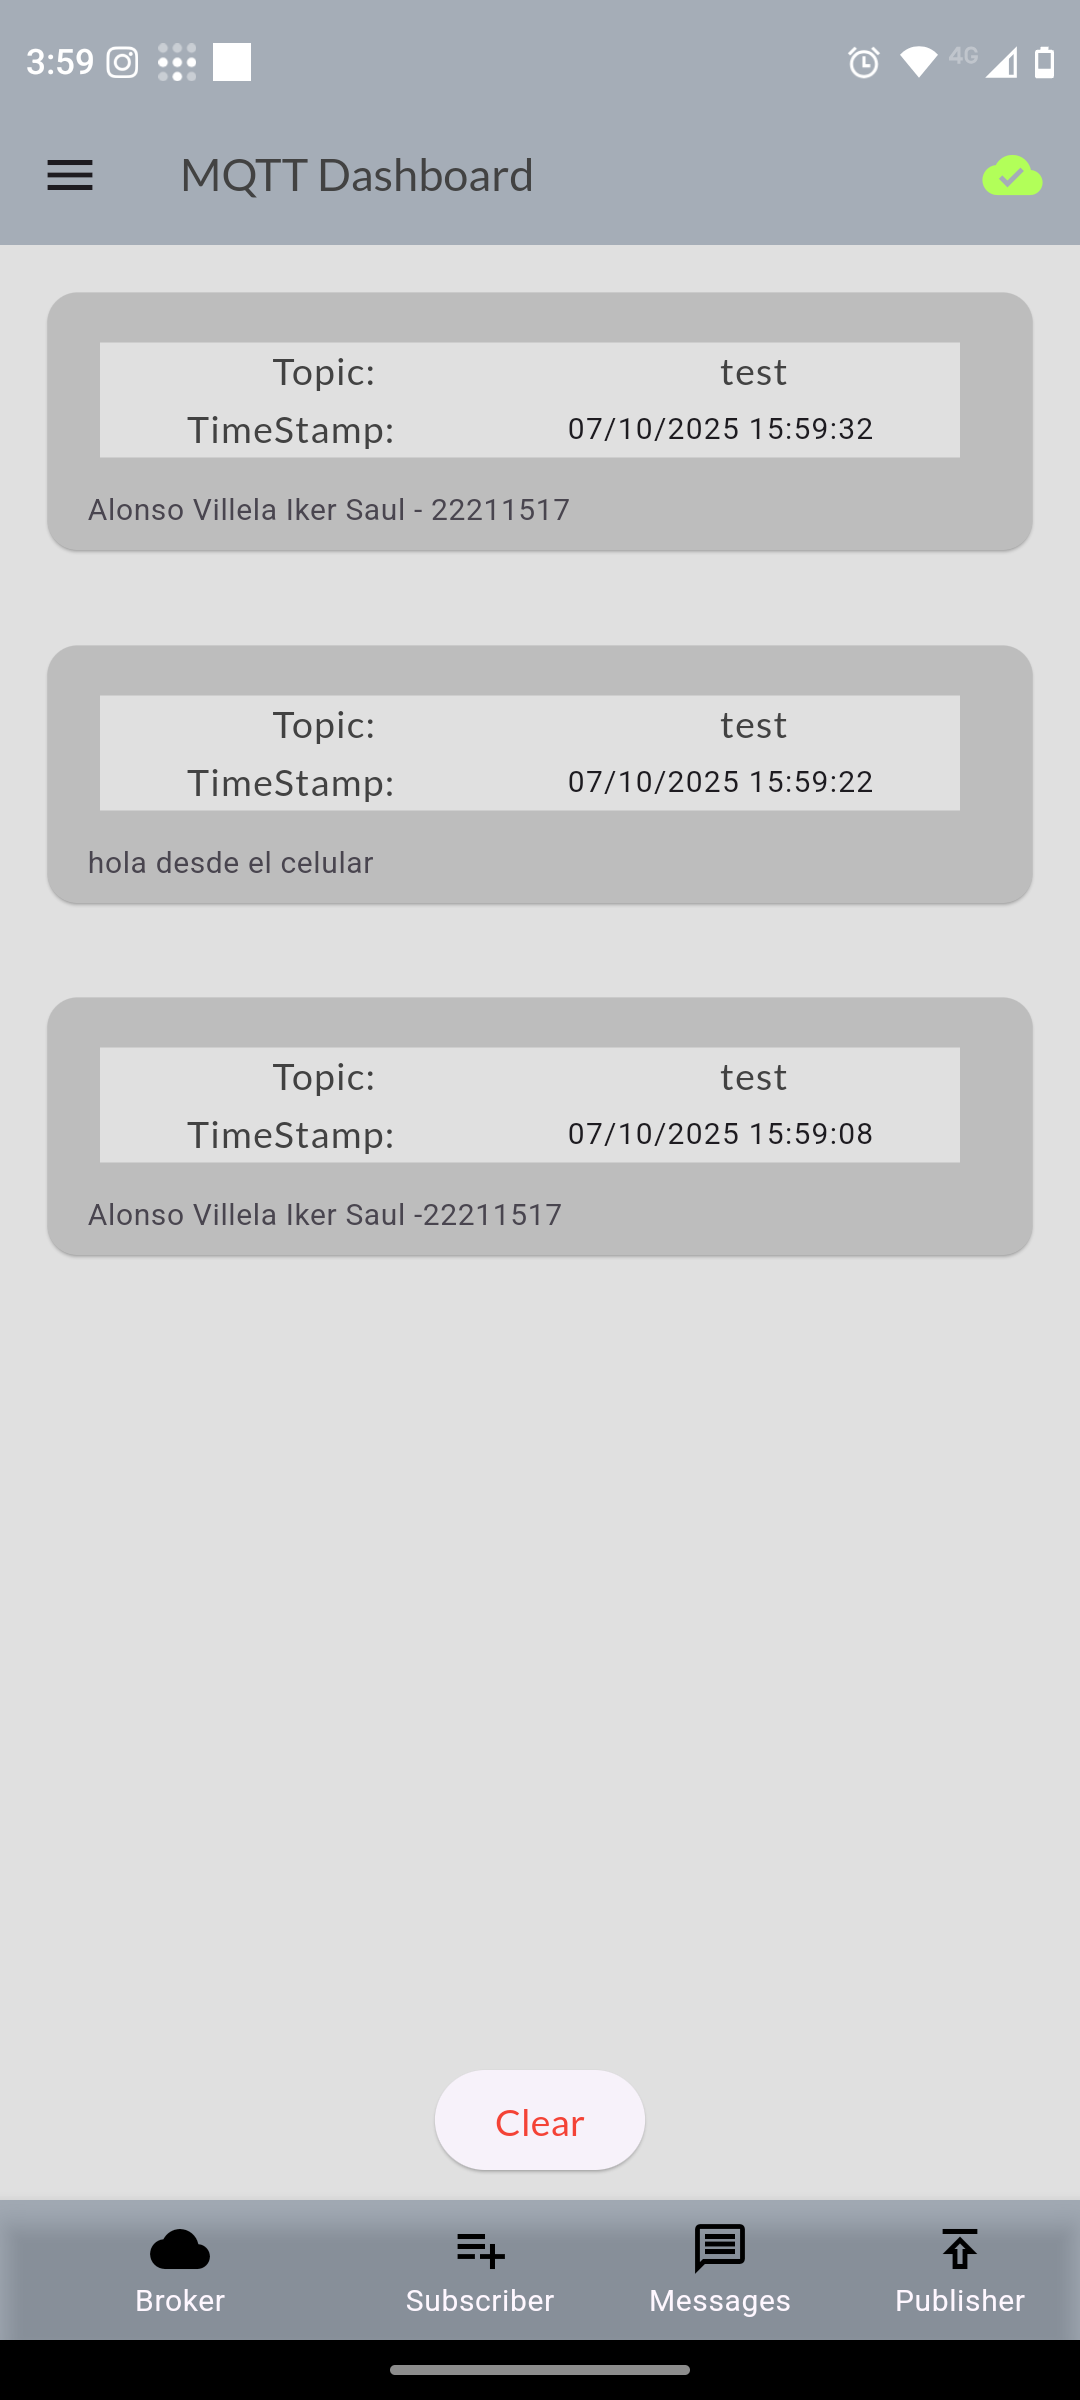 3:59 4G
MQTT Dashboard
Topic: test
TimeStamp: 07/10/2025 15:59:32
Alonso Villela Iker Saul - 22211517
Topic: test
TimeStamp: 07/10/2025 15:59:22
hola desde el celular
Topic: test
TimeStamp: 07/10/2025 15:59:08
Alonso Villela Iker Saul -22211517
Clear
Broker Subscriber Messages Publisher